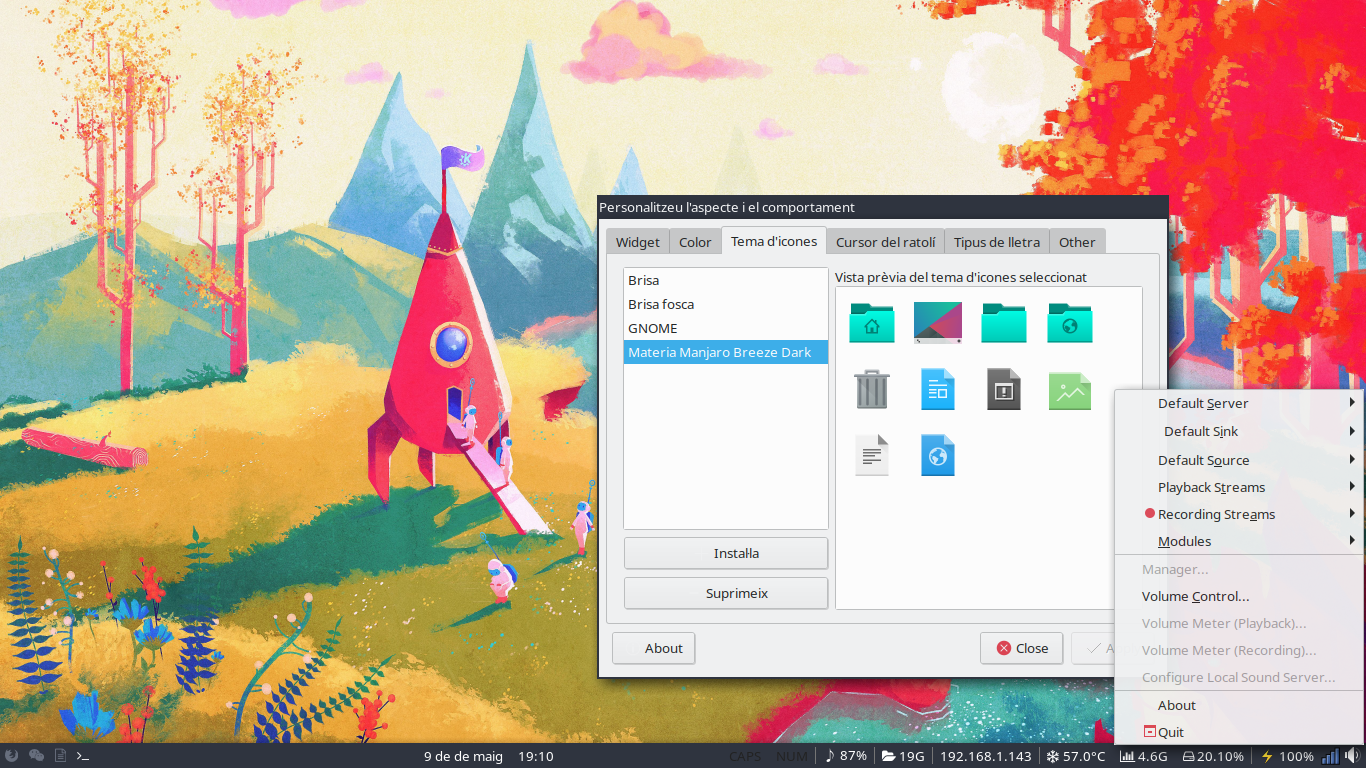 K
Personalitzeu l'aspecte i el comportament
Widget
Color
Tema d'icones
Cursor del ratolí
Tipus de lletra
Other
Brisa
Brisa fosca
GNOME
Materia Manjaro Breeze Dark
Vista prèvia del tema d'icones seleccionat
Instal·la
Suprimeix
About
Close
Default Server
Default Sink
Default Source
Playback Streams
Recording Streams
Modules
Manager...
Volume Control...
Volume Meter (Playback)...
Volume Meter (Recording)...
Configure Local Sound Server...
About
Quit
9 de de maig 19:10
CAPS NUM 87% 19G 192.168.1.143 57.0°C 4.6G 20.10% 100%